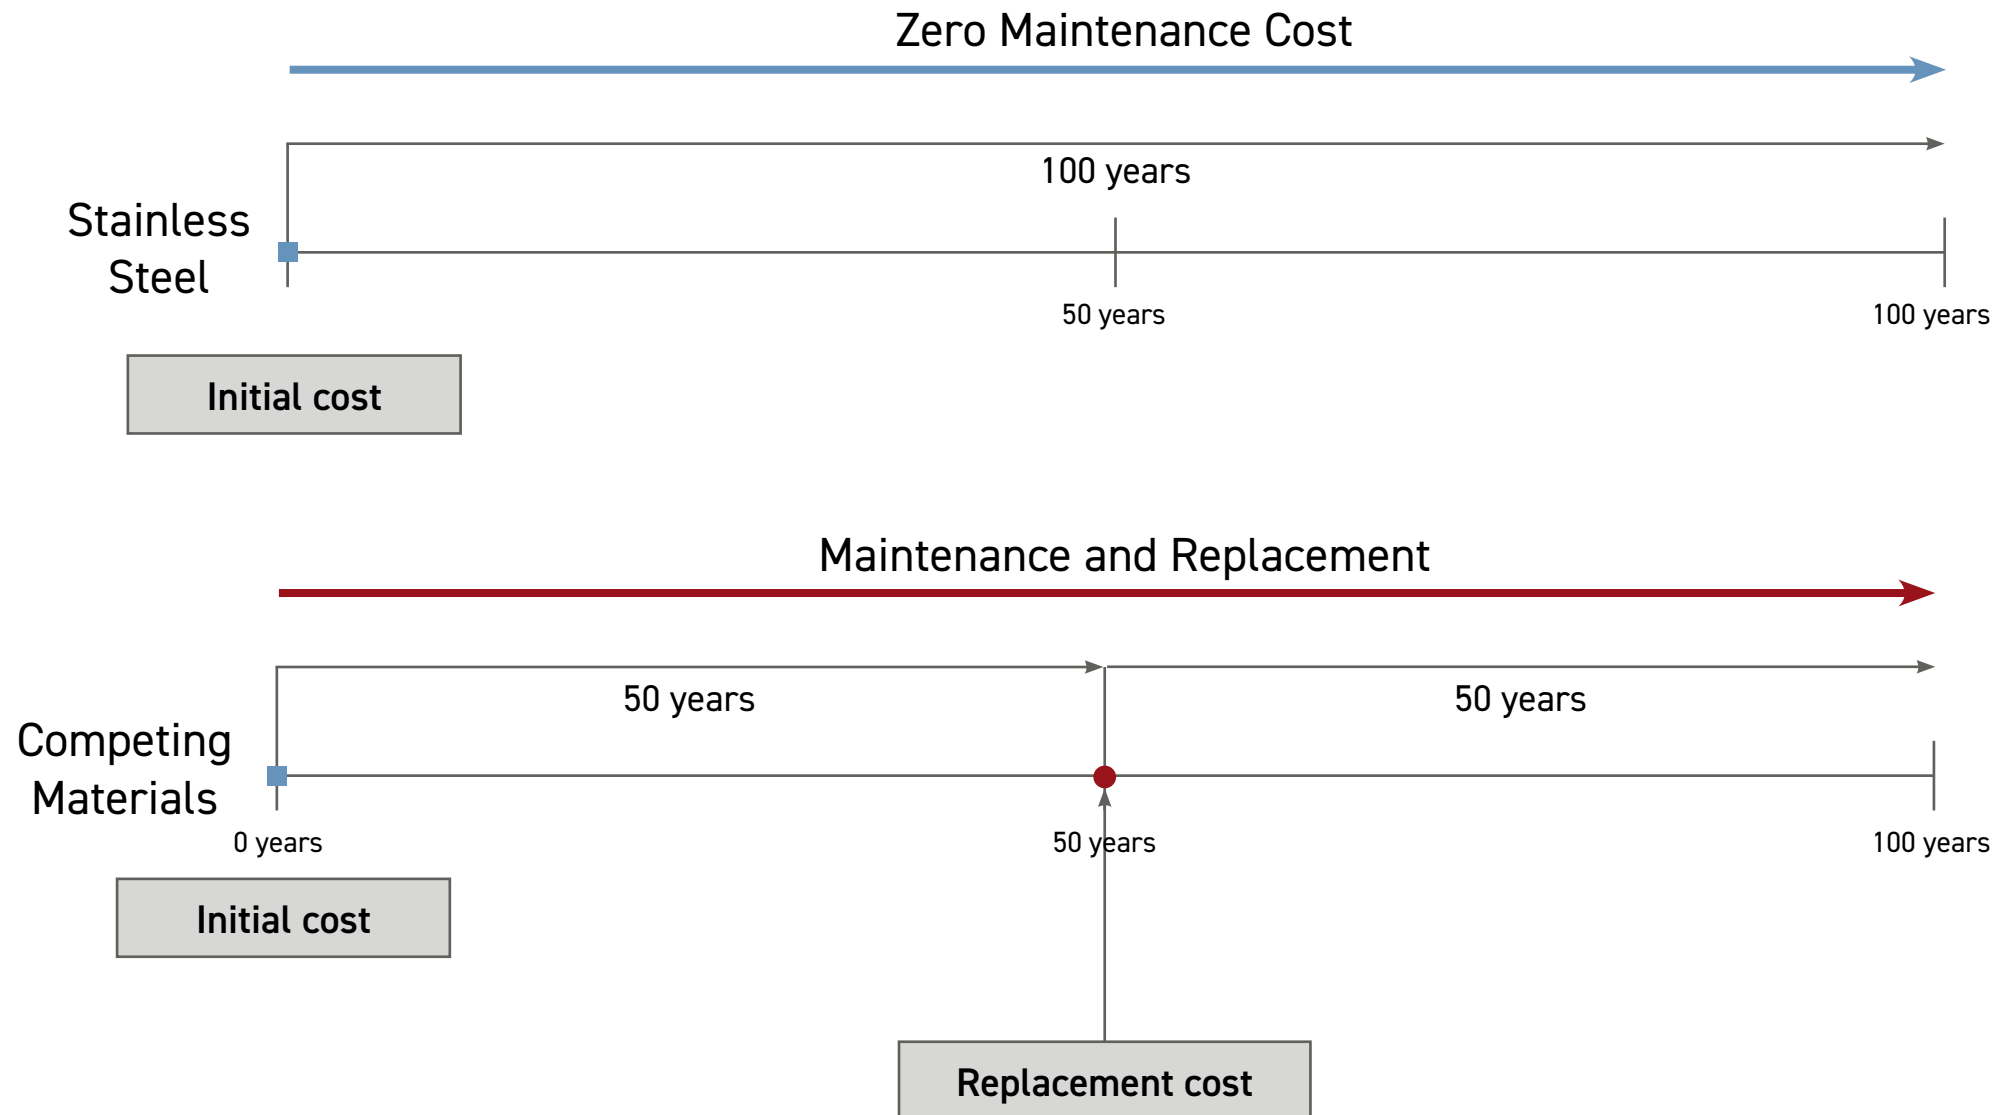 Zero Maintenance Cost
100 years
Stainless
Steel
50 years
100 years
Initial cost
Maintenance and Replacement
50 years
50 years
Competing
Materials
0 years
50 years
100 years
Initial cost
Replacement cost